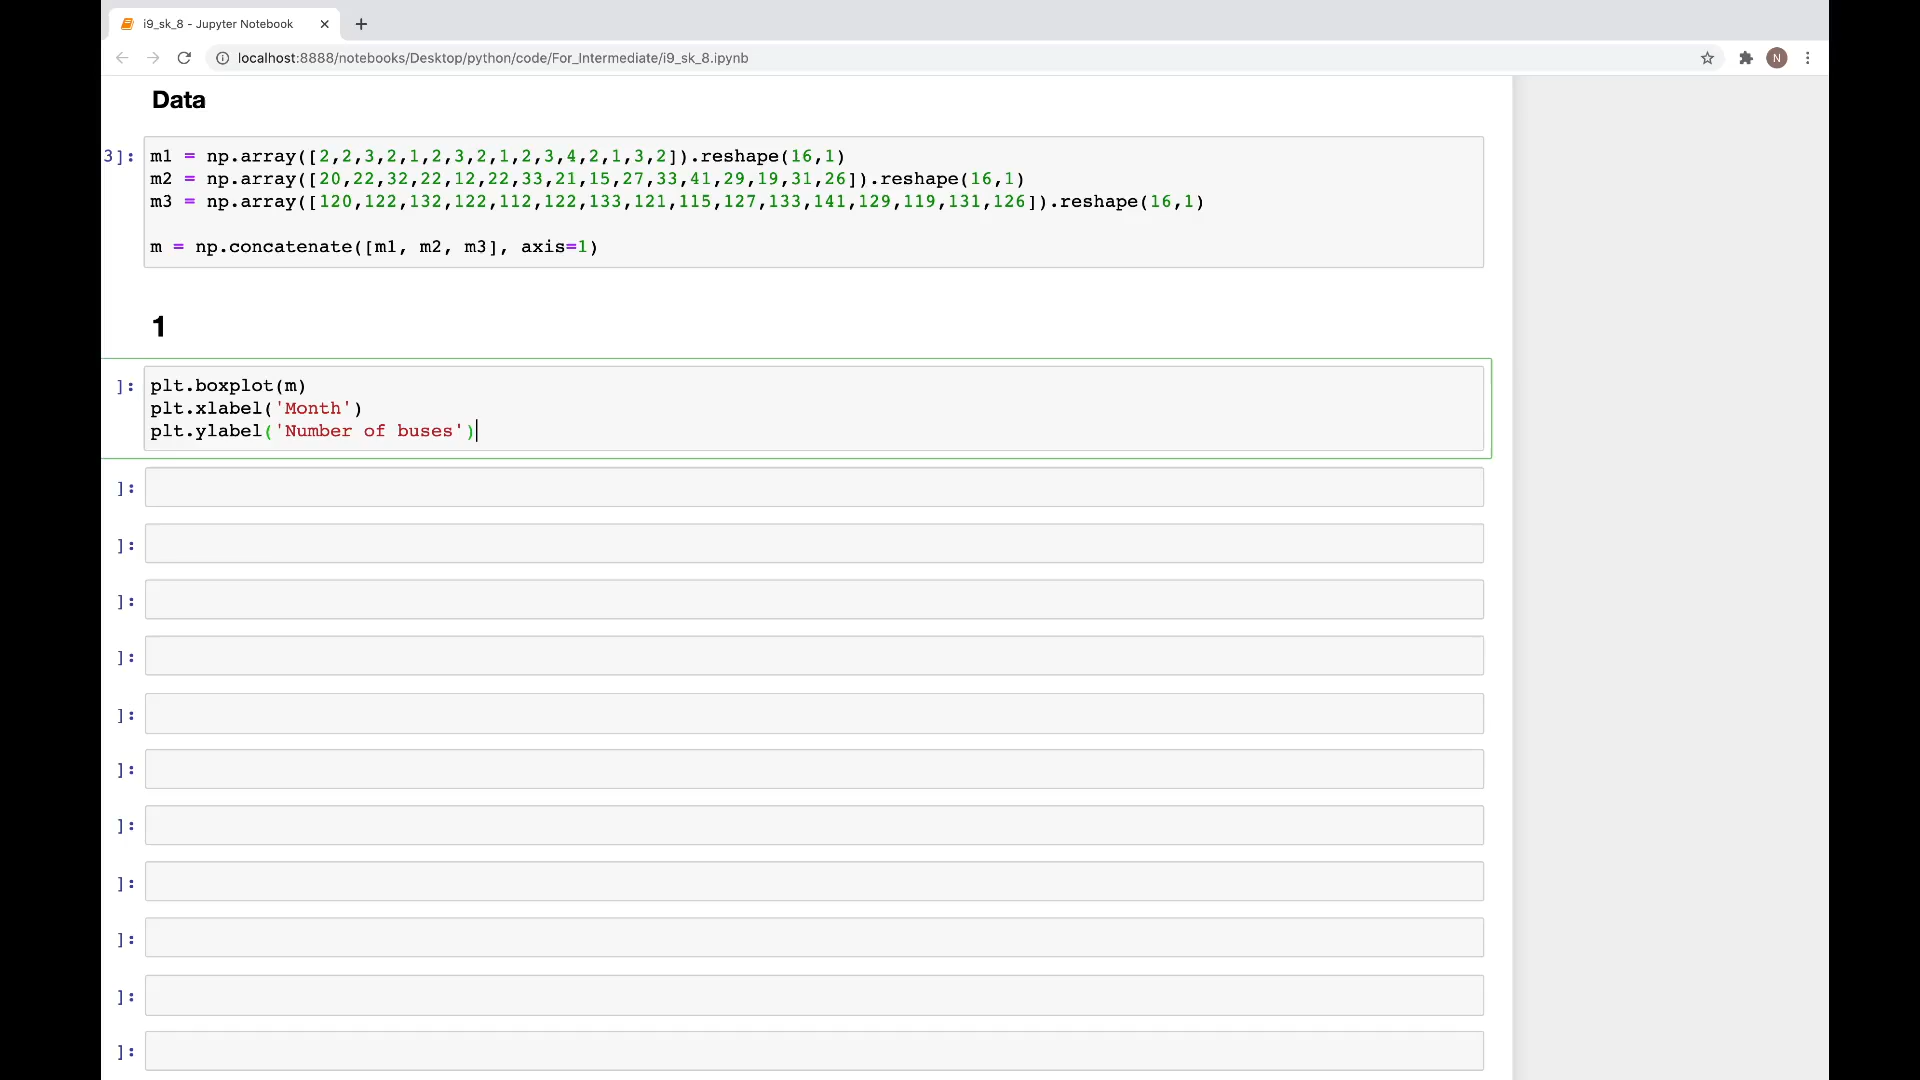 i9_sk_8 - Jupyter Notebook
localhost:8888/notebooks/Desktop/python/code/For_Intermediate/i9_sk_8.ipynb
N
Data
3]:
m1 = np.array([2,2,3,2,1,2,3,2,1,2,3,4,2,1,3,2]).reshape(16,1)
m2 = np.array([20,22,32,22,12,22,33,21,15,27,33,41,29,19,31,26]).reshape(16,1)
m3 = np.array([120,122,132,122,112,122,133,121,115,127,133,141,129,119,131,126]).reshape(16,1)
m = np.concatenate([m1, m2, m3], axis=1)
1
]:
plt.boxplot(m)
plt.xlabel('Month')
plt.ylabel('Number of buses')
]:
]:
]:
]:
]:
]:
]:
]:
]:
]:
]: